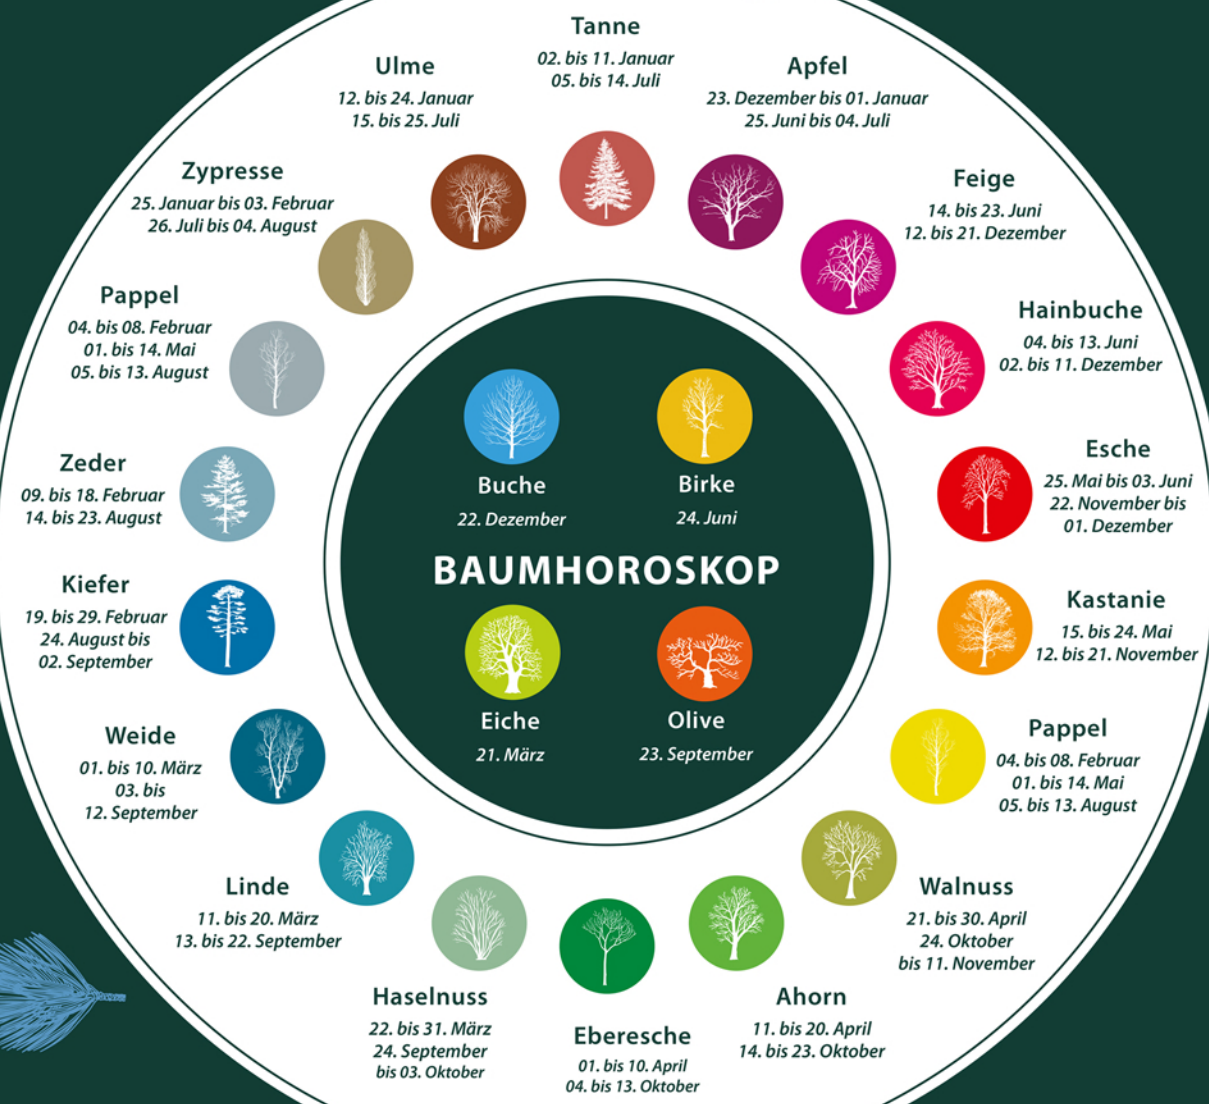 Tanne
02. bis 11. Januar
05. bis 14. Juli
Apfel
23. Dezember bis 01. Januar
25. Juni bis 04. Juli
Feige
14. bis 23. Juni
12. bis 21. Dezember
Hainbuche
04. bis 13. Juni
02. bis 11. Dezember
Esche
25. Mai bis 03. Juni
22. November bis
01. Dezember
Kastanie
15. bis 24. Mai
12. bis 21. November
Pappel
04. bis 08. Februar
01. bis 14. Mai
05. bis 13. August
Walnuss
21. bis 30. April
24. Oktober
bis 11. November
Ahorn
11. bis 20. April
14. bis 23. Oktober
Eberesche
01. bis 10. April
04. bis 13. Oktober
Haselnuss
22. bis 31. März
24. September
bis 03. Oktober
Linde
11. bis 20. März
13. bis 22. September
Weide
01. bis 10. März
03. bis
12. September
Kiefer
19. bis 29. Februar
24. August bis
02. September
Zeder
09. bis 18. Februar
14. bis 23. August
Pappel
04. bis 08. Februar
01. bis 14. Mai
05. bis 13. August
Zypresse
25. Januar bis 03. Februar
26. Juli bis 04. August
Ulme
12. bis 24. Januar
15. bis 25. Juli
Buche
22. Dezember
Birke
24. Juni
BAUMHOROSKOP
Eiche
21. März
Olive
23. September